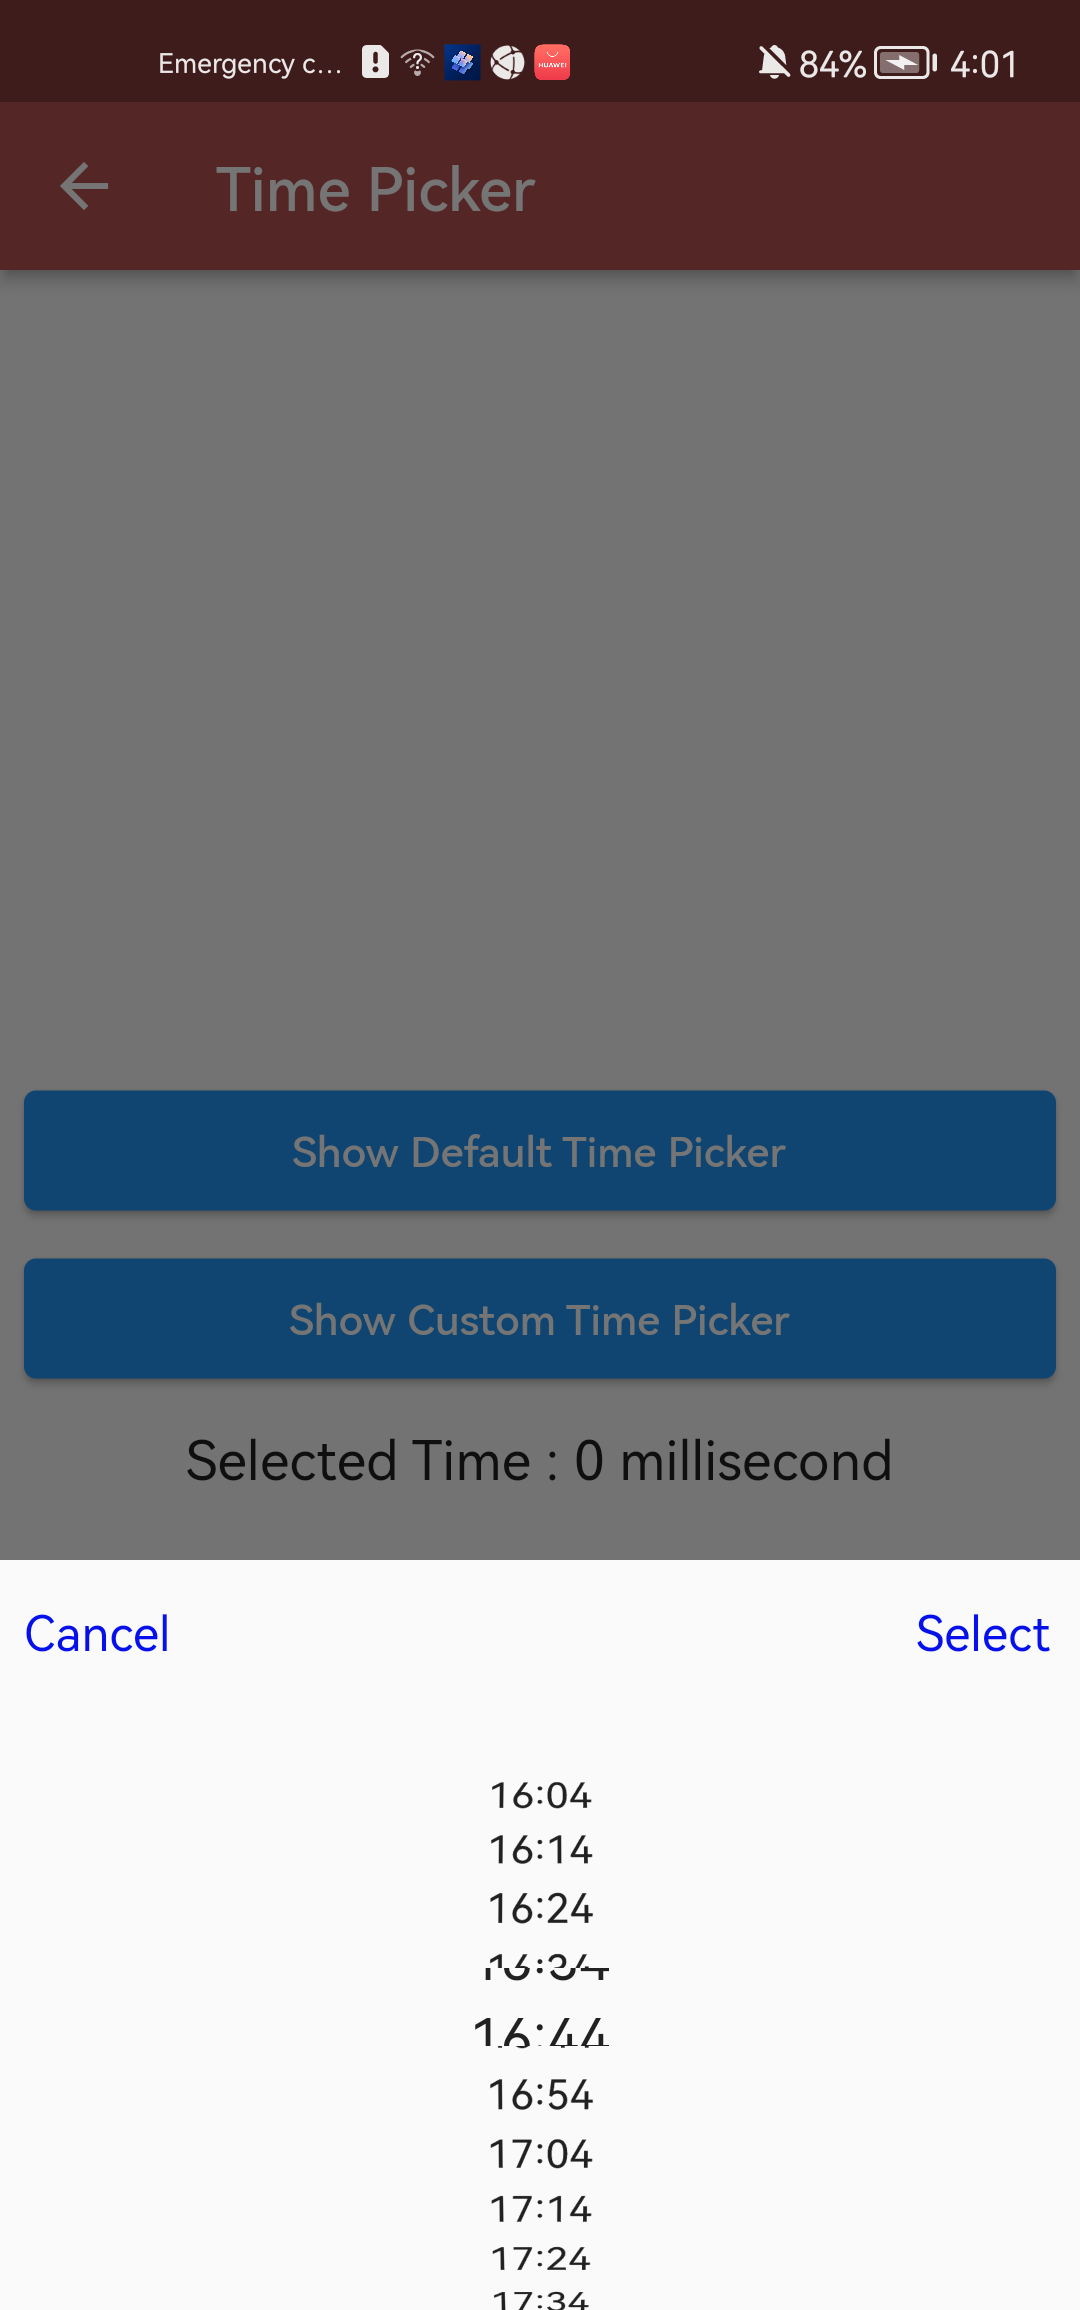 Emergency c... HUAWEI 84% 4:01
Time Picker
Show Default Time Picker
Show Custom Time Picker
Selected Time : 0 millisecond
Cancel Select
16:04
16:14
16:24
16:34
16:44
16:54
17:04
17:14
17:24
17:34